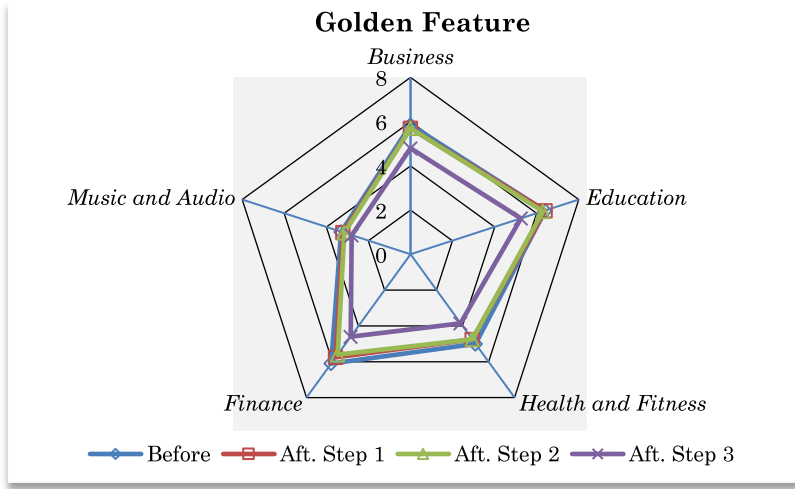 Golden Feature
Business
8
6
4
2
0
Music and Audio
Education
Finance
Health and Fitness
Before
Aft. Step 1
Aft. Step 2
Aft. Step 3